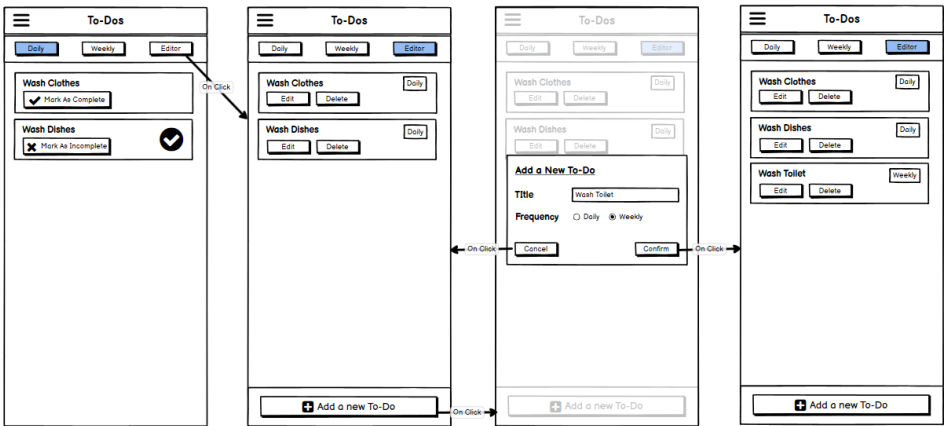 To-Dos
Daily Weekly Editor
Wash Clothes
Mark As Complete
Wash Dishes
Mark As Incomplete
On Click
To-Dos
Daily Weekly Editor
Wash Clothes Daily
Edit Delete
Wash Dishes Daily
Edit Delete
Add a new To-Do
On Click
To-Dos
Daily Weekly Editor
Wash Clothes Daily
Edit Delete
Wash Dishes Daily
Edit Delete
Add a New To-Do
Title Wash Toilet
Frequency Daily Weekly
Cancel Confirm
On Click
On Click
Add a new To-Do
To-Dos
Daily Weekly Editor
Wash Clothes Daily
Edit Delete
Wash Dishes Daily
Edit Delete
Wash Toilet Weekly
Edit Delete
Add a new To-Do